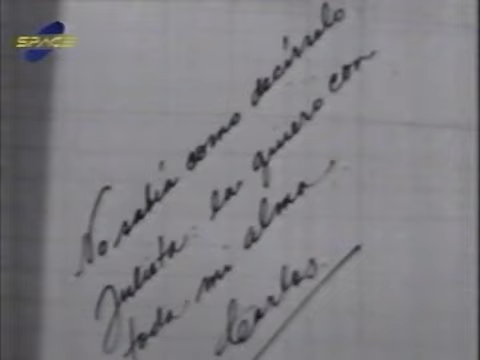 SPACE
No sabía como decírselo
Julieta. la quiero con
toda mi alma.
Carlos